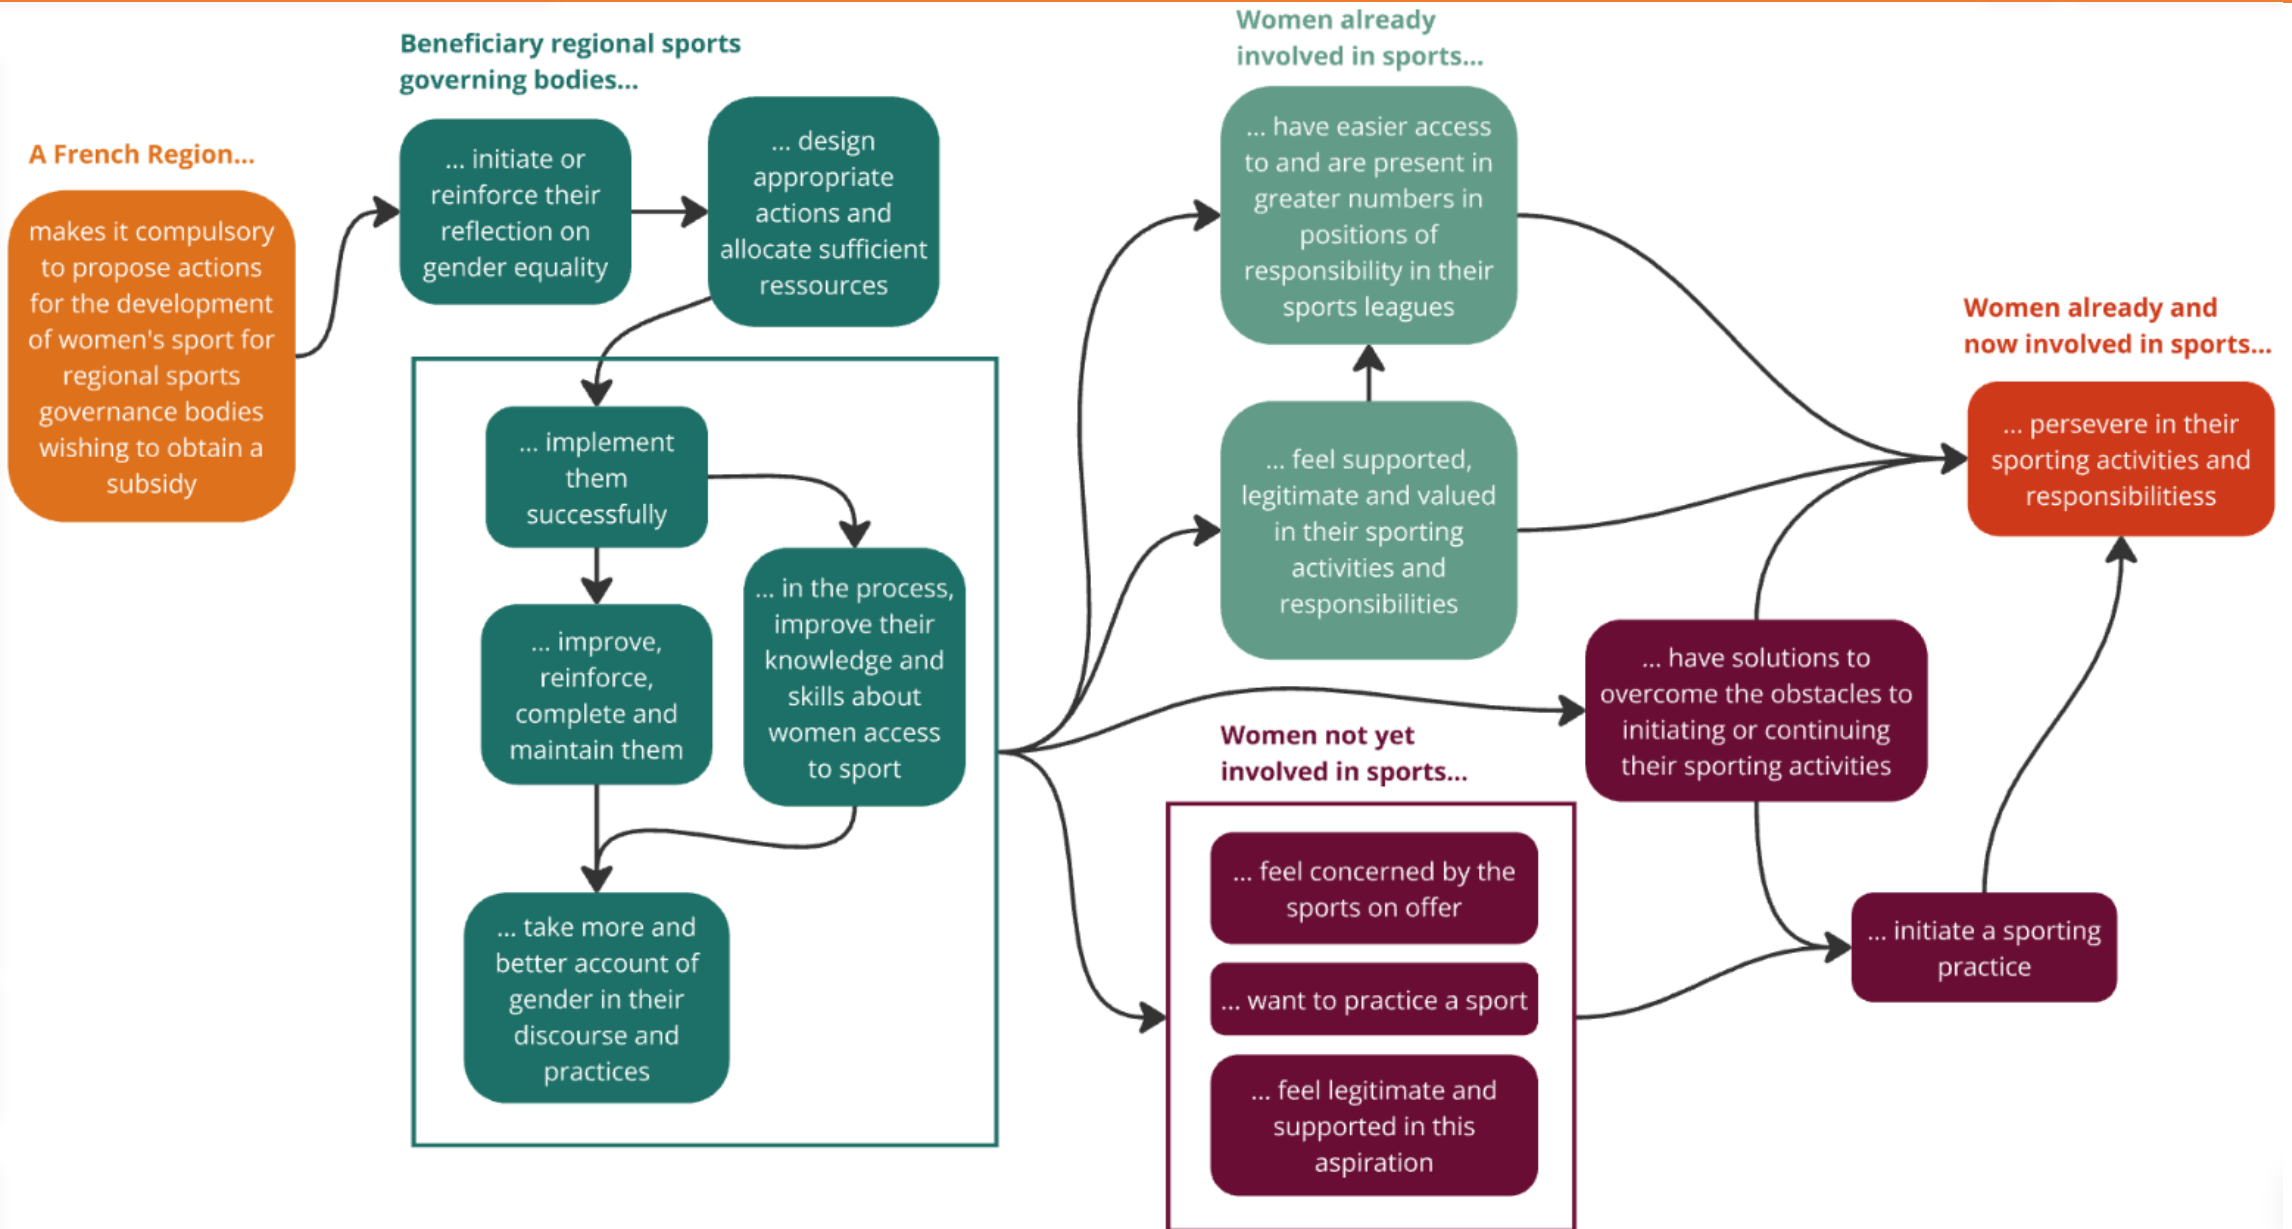 A French Region...
makes it compulsory
to propose actions
for the development
of women's sport for
regional sports
governance bodies
wishing to obtain a
subsidy
Beneficiary regional sports
governing bodies...
... initiate or
reinforce their
reflection on
gender equality
... design
appropriate
actions and
allocate sufficient
ressources
... implement
them
successfully
... improve,
reinforce,
complete and
maintain them
... in the process,
improve their
knowledge and
skills about
women access
to sport
... take more and
better account of
gender in their
discourse and
practices
Women already
involved in sports...
... have easier access
to and are present in
greater numbers in
positions of
responsibility in their
sports leagues
... feel supported,
legitimate and valued
in their sporting
activities and
responsibilities
Women not yet
involved in sports...
... feel concerned by the
sports on offer
... want to practice a sport
... feel legitimate and
supported in this
aspiration
... have solutions to
overcome the obstacles to
initiating or continuing
their sporting activities
... initiate a sporting
practice
Women already and
now involved in sports...
... persevere in their
sporting activities and
responsibilitiess